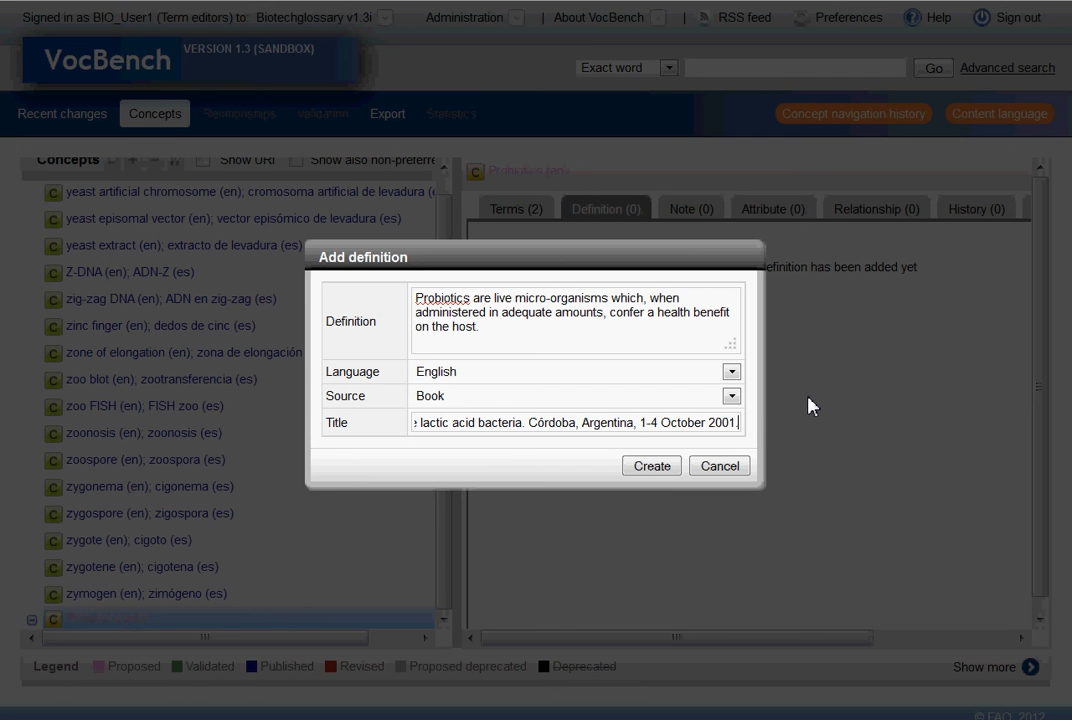 Signed in as BIO_User1 (Term editors) to: Biotechglossary v1.3i
Administration | About VocBench | RSS feed Preferences Help Sign out
VocBench VERSION 1.3 (SANDBOX)
Exact word Go Advanced search
Recent changes Concepts Relationships Validation Export Statistics
Concept navigation history Content language
Concepts Show URI Show also non-preferre
C Probiotics (en)
C yeast artificial chromosome (en); cromosoma artificial de levadura (e
C yeast episomal vector (en); vector episómico de levadura (es)
C yeast extract (en); extracto de levadura (es)
C Z-DNA (en); ADN-Z (es)
C zig-zag DNA (en); ADN en zig-zag (es)
C zinc finger (en); dedos de cinc (es)
C zone of elongation (en); zona de elongación
C zoo blot (en); zootransferencia (es)
C zoo FISH (en); FISH zoo (es)
C zoonosis (en); zoonosis (es)
C zoospore (en); zoospora (es)
C zygonema (en); cigonema (es)
C zygospore (en); zigospora (es)
C zygote (en); cigoto (es)
C zygotene (en); cigotena (es)
C zymogen (en); zimógeno (es)
C
Terms (2) Definition (0) Note (0) Attribute (0) Relationship (0) History (0)
efinition has been added yet
Add definition
Definition
Probiotics are live micro-organisms which, when
administered in adequate amounts, confer a health benefit
on the host.
Language English
Source Book
Title lactic acid bacteria. Córdoba, Argentina, 1-4 October 2001.
Create Cancel
Legend Proposed Validated Published Revised Proposed deprecated Deprecated
Show more
© FAO, 2012